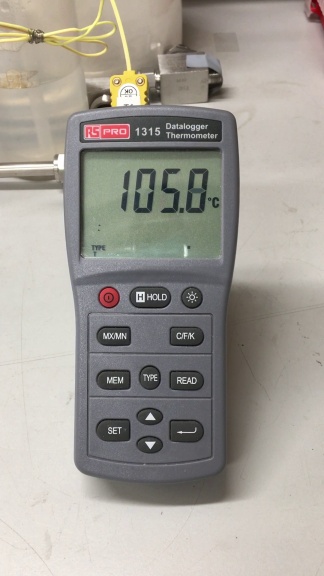 RS PRO 1315 Datalogger
Thermometer
105.8°C
:
TYPE
H HOLD
MX/MN C/F/K
MEM TYPE READ
SET